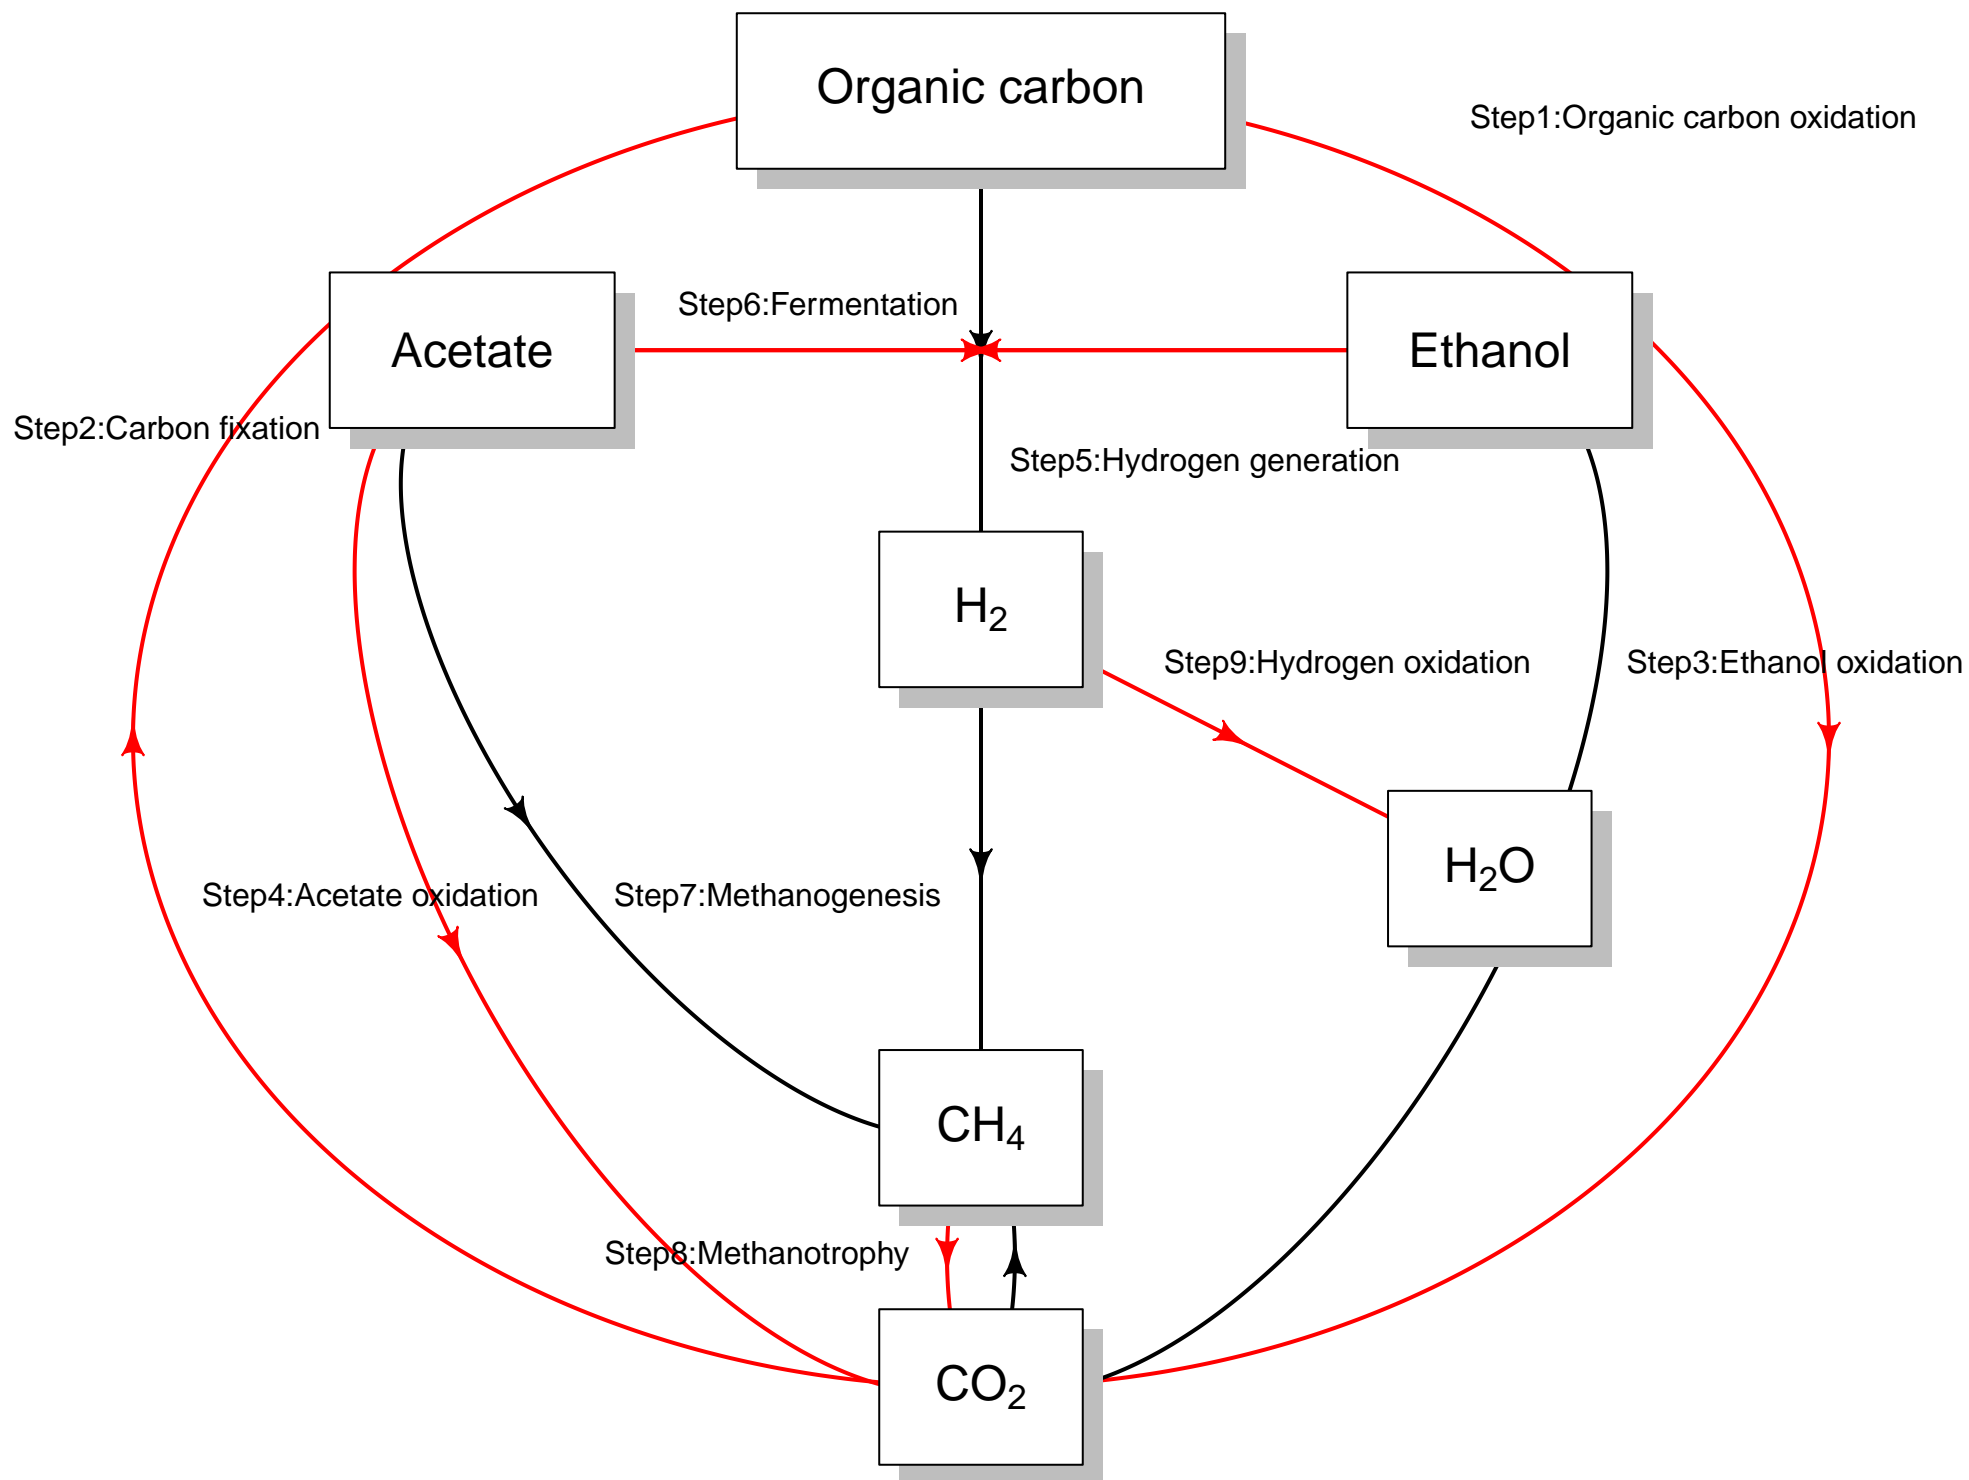 Organic carbon
Step1:Organic carbon oxidation
Step6:Fermentation
Acetate
Ethanol
Step2:Carbon fixation
Step5:Hydrogen generation
H₂
Step9:Hydrogen oxidation
Step3:Ethanol oxidation
H₂O
Step4:Acetate oxidation
Step7:Methanogenesis
CH₄
Step8:Methanotrophy
CO₂